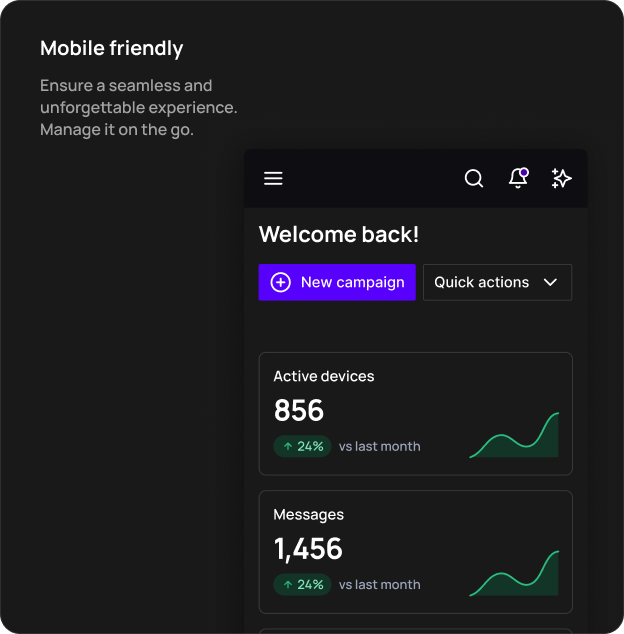 Mobile friendly
Ensure a seamless and
unforgettable experience.
Manage it on the go.
Welcome back!
New campaign
Quick actions
Active devices
856
↑ 24% vs last month
Messages
1,456
↑ 24% vs last month